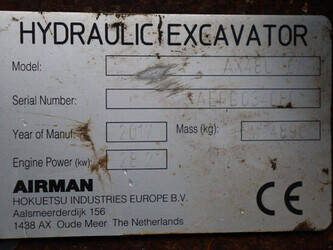 HYDRAULIC EXCAVATOR
Model:
Serial Number:
Year of Manuf. 2017 Mass (kg):
Engine Power (kw)
AIRMAN
HOKUETSU INDUSTRIES EUROPE B.V.
Aalsmeerderdijk 156
1438 AX Oude Meer The Netherlands
CE